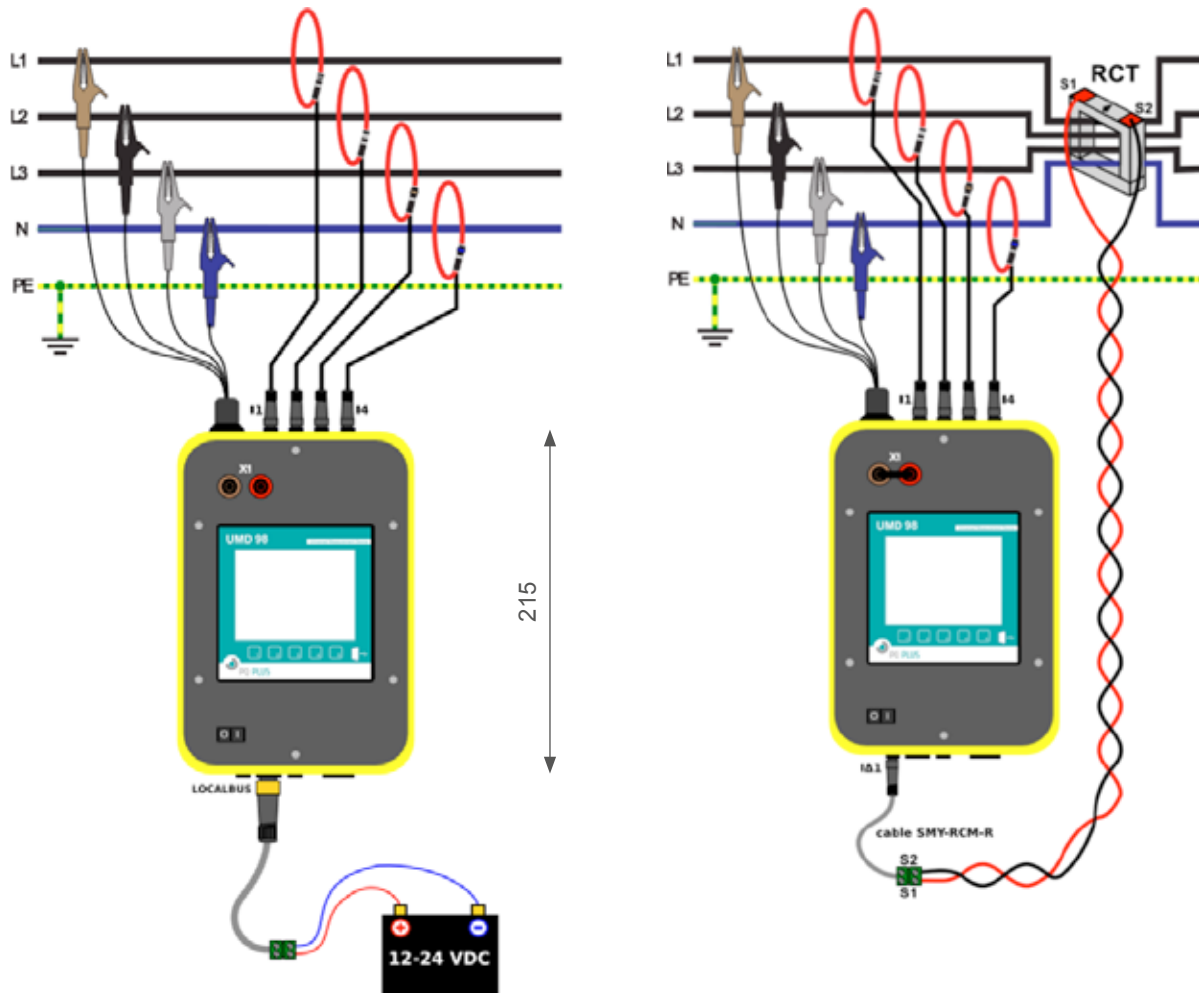 L1
L2
L3
N
PE
I1
I4
X1
UMD 98
PQ PLUS
O I
215
LOCALBUS
+
−
12-24 VDC
L1
L2
L3
N
PE
S1
RCT
S2
I1
I4
X1
UMD 98
PQ PLUS
O I
IΔ1
cable SMY-RCM-R
S2
S1